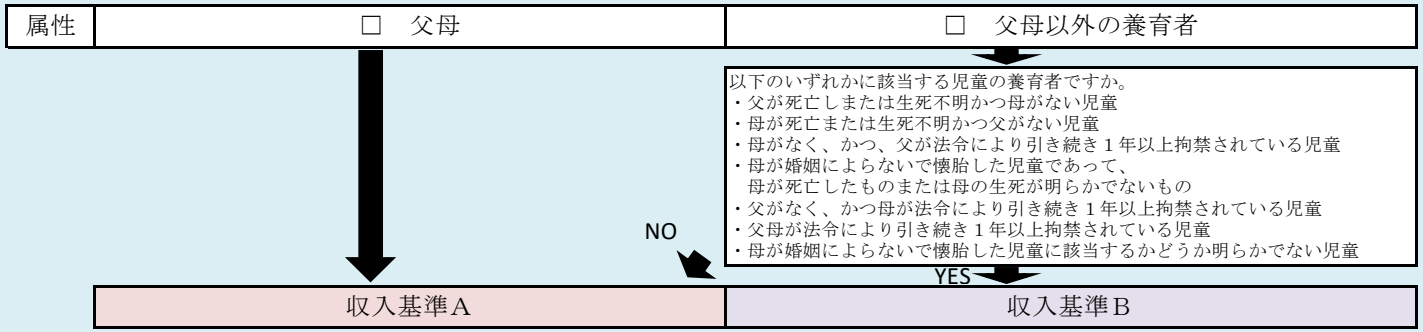 属性 □ 父母 □ 父母以外の養育者
以下のいずれかに該当する児童の養育者ですか。
・父が死亡しまたは生死不明かつ母がない児童
・母が死亡または生死不明かつ父がない児童
・母がなく、かつ、父が法令により引き続き１年以上拘禁されている児童
・母が婚姻によらないで懐胎した児童であって、
母が死亡したものまたは母の生死が明らかでないもの
・父がなく、かつ母が法令により引き続き１年以上拘禁されている児童
・父母が法令により引き続き１年以上拘禁されている児童
・母が婚姻によらないで懐胎した児童に該当するかどうか明らかでない児童
NO
YES
収入基準Ａ 収入基準Ｂ